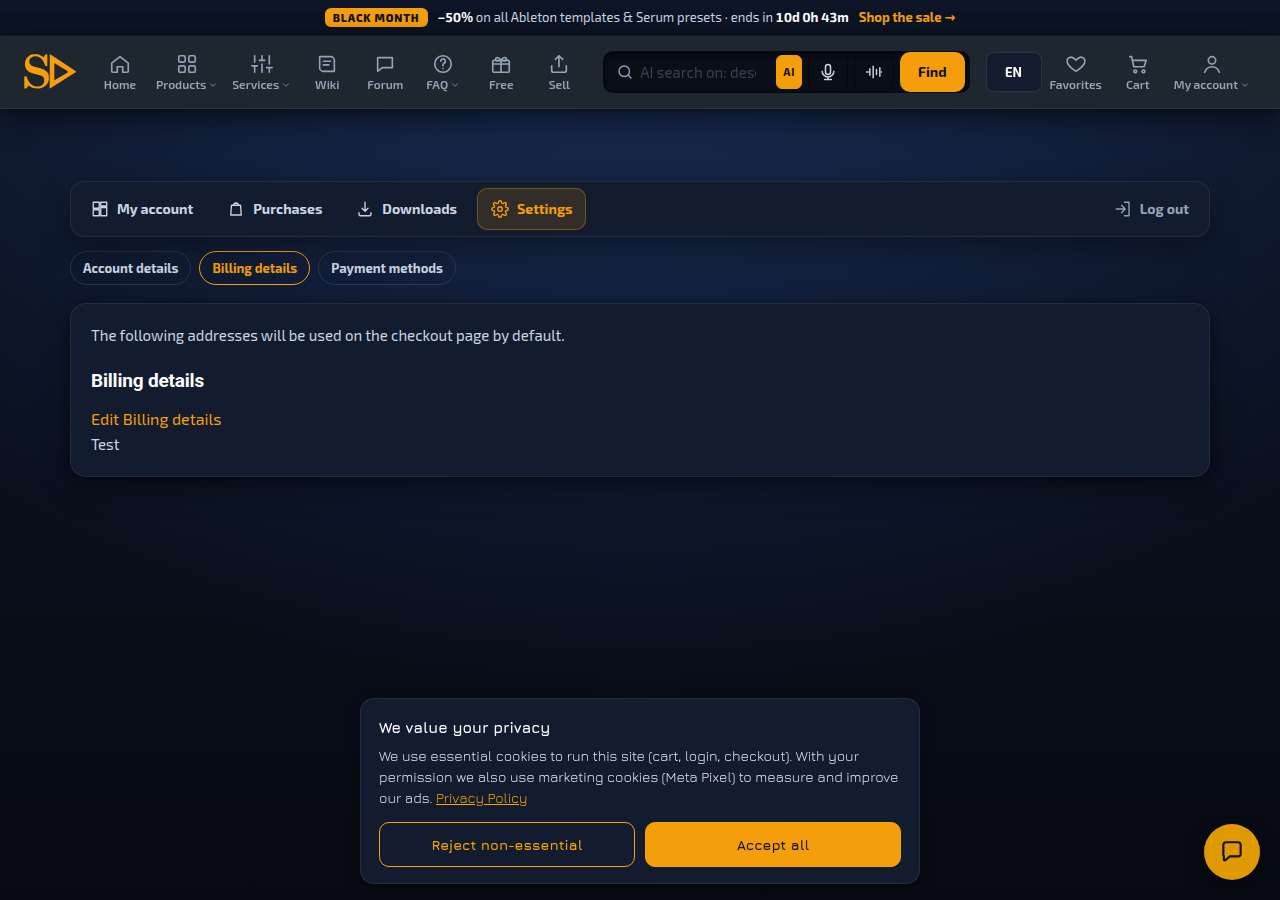 BLACK MONTH −50% on all Ableton templates & Serum presets · ends in 10d 0h 43m Shop the sale →
S
Home
Products
Services
Wiki
Forum
FAQ
Free
Sell
AI search on: des
AI
Find
EN
Favorites
Cart
My account
My account
Purchases
Downloads
Settings
Log out
Account details
Billing details
Payment methods
The following addresses will be used on the checkout page by default.
Billing details
Edit Billing details
Test
We value your privacy
We use essential cookies to run this site (cart, login, checkout). With your
permission we also use marketing cookies (Meta Pixel) to measure and improve
our ads. Privacy Policy
Reject non-essential
Accept all